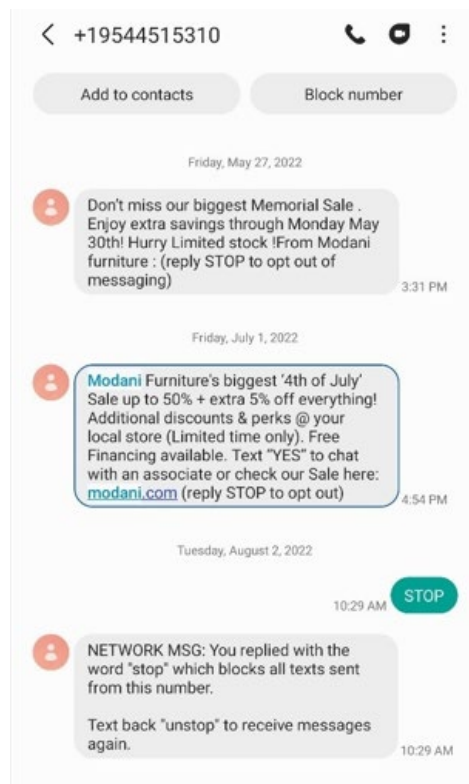 +19544515310
Add to contacts
Block number
Friday, May 27, 2022
Don't miss our biggest Memorial Sale .
Enjoy extra savings through Monday May
30th! Hurry Limited stock !From Modani
furniture : (reply STOP to opt out of
messaging)
3:31 PM
Friday, July 1, 2022
Modani Furniture's biggest '4th of July'
Sale up to 50% + extra 5% off everything!
Additional discounts & perks @ your
local store (Limited time only). Free
Financing available. Text "YES" to chat
with an associate or check our Sale here:
modani.com (reply STOP to opt out)
4:54 PM
Tuesday, August 2, 2022
10:29 AM
STOP
NETWORK MSG: You replied with the
word "stop" which blocks all texts sent
from this number.
Text back "unstop" to receive messages
again.
10:29 AM